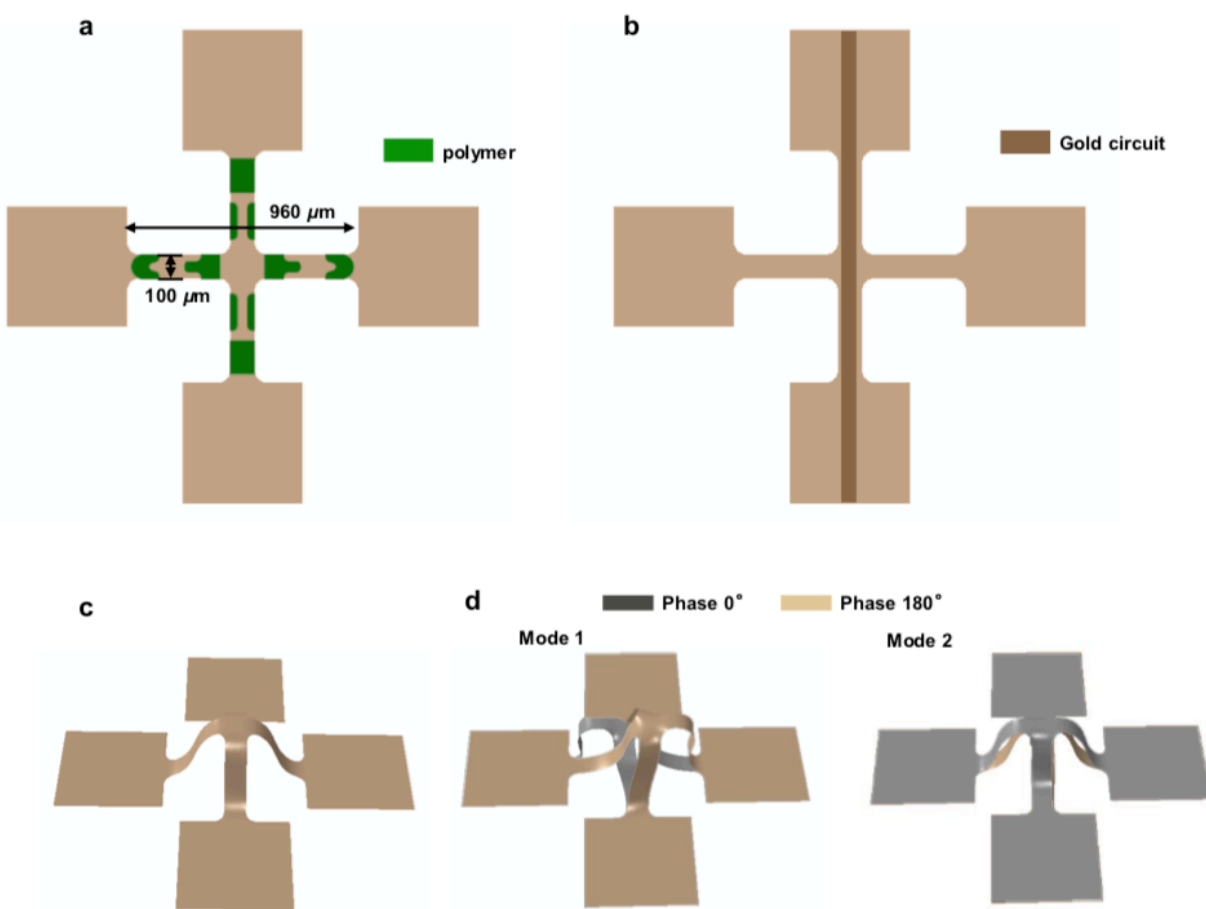 a
b
polymer
Gold circuit
960 µm
100 µm
c
d
Phase 0°
Phase 180°
Mode 1
Mode 2